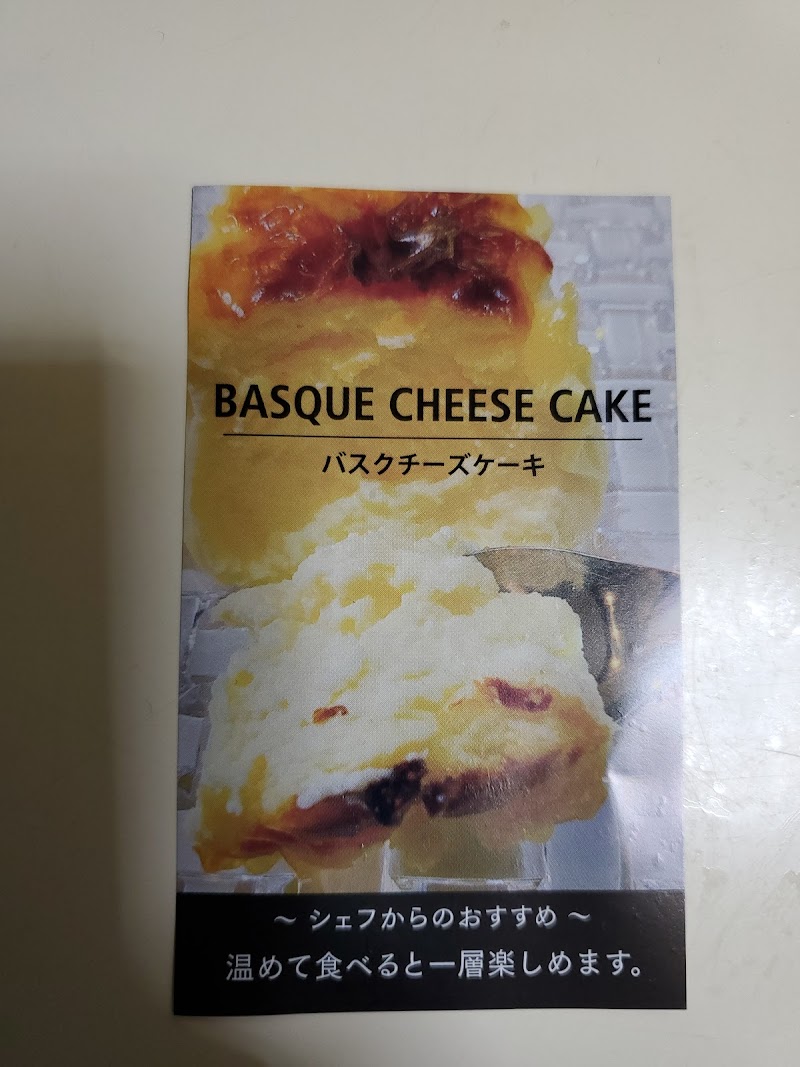 BASQUE CHEESE CAKE
バスクチーズケーキ
～ シェフからのおすすめ ～
温めて食べると一層楽しめます。